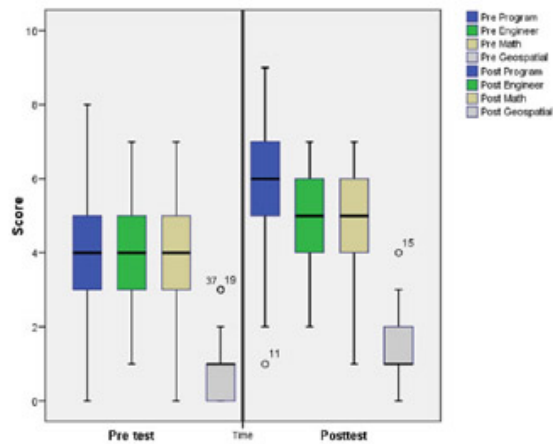 10
8
6
4
2
0
Score
37 19
11
15
Pre test
Time
Posttest
Pre Program
Pre Engineer
Pre Math
Pre Geospatial
Post Program
Post Engineer
Post Math
Post Geospatial